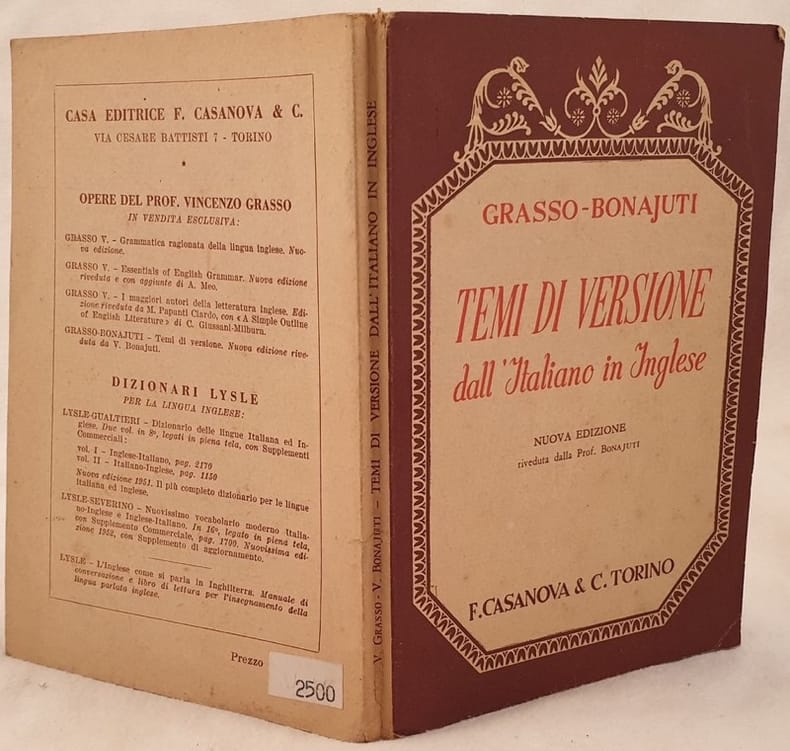 CASA EDITRICE F. CASANOVA & C.
VIA CESARE BATTISTI 7 - TORINO
*
OPERE DEL PROF. VINCENZO GRASSO
IN VENDITA ESCLUSIVA:
GRASSO V. - Grammatica ragionata della lingua inglese. Nuo-
va edizione.
GRASSO V. - Essentials of English Grammar. Nuova edizione
riveduta e con aggiunte di A. Meo.
GRASSO V. - I maggiori autori della letteratura inglese. Edi-
zione riveduta da M. Papanti Ciardo, con «A Simple Outline
of English Literature» di C. Giussani-Milburn.
GRASSO-BONAJUTI - Temi di versione. Nuova edizione rive-
duta da V. Bonajuti.
DIZIONARI LYSLE
PER LA LINGUA INGLESE:
LYSLE-GUALTIERI - Dizionario delle lingue Italiana ed In-
glese. Due vol. in 8°, legati in piena tela, con Supplementi
Commerciali:
vol. I - Inglese-Italiano, pag. 2170
vol. II - Italiano-Inglese, pag. 1150
Nuova edizione 1951. Il più completo dizionario per le lingue
italiana ed inglese.
LYSLE-SEVERINO - Nuovissimo vocabolario moderno Italia-
no-Inglese e Inglese-Italiano. In 16°, legato in piena tela,
con Supplemento Commerciale, pag. 1700. Nuovissima edi-
zione 1952, con Supplemento di aggiornamento.
LYSLE - L'Inglese come si parla in Inghilterra. Manuale di
conversazione e libro di lettura per l'insegnamento della
lingua parlata inglese.
Prezzo
2500
V. GRASSO - V. BONAJUTI - TEMI DI VERSIONE DALL'ITALIANO IN INGLESE
GRASSO-BONAJUTI
TEMI DI VERSIONE
dall'Italiano in Inglese
NUOVA EDIZIONE
riveduta dalla Prof. BONAJUTI
F. CASANOVA & C. TORINO